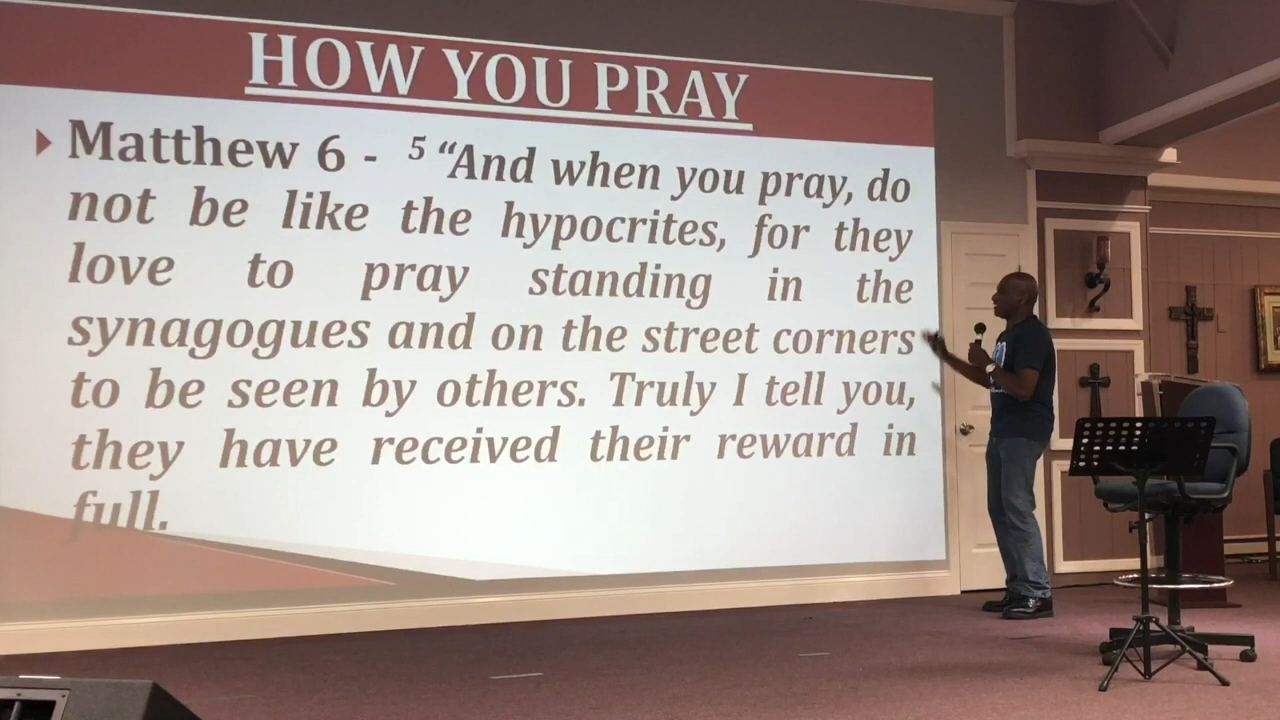 HOW YOU PRAY
Matthew 6 - 5 “And when you pray, do
not be like the hypocrites, for they
love to pray standing in the
synagogues and on the street corners
to be seen by others. Truly I tell you,
they have received their reward in
full.